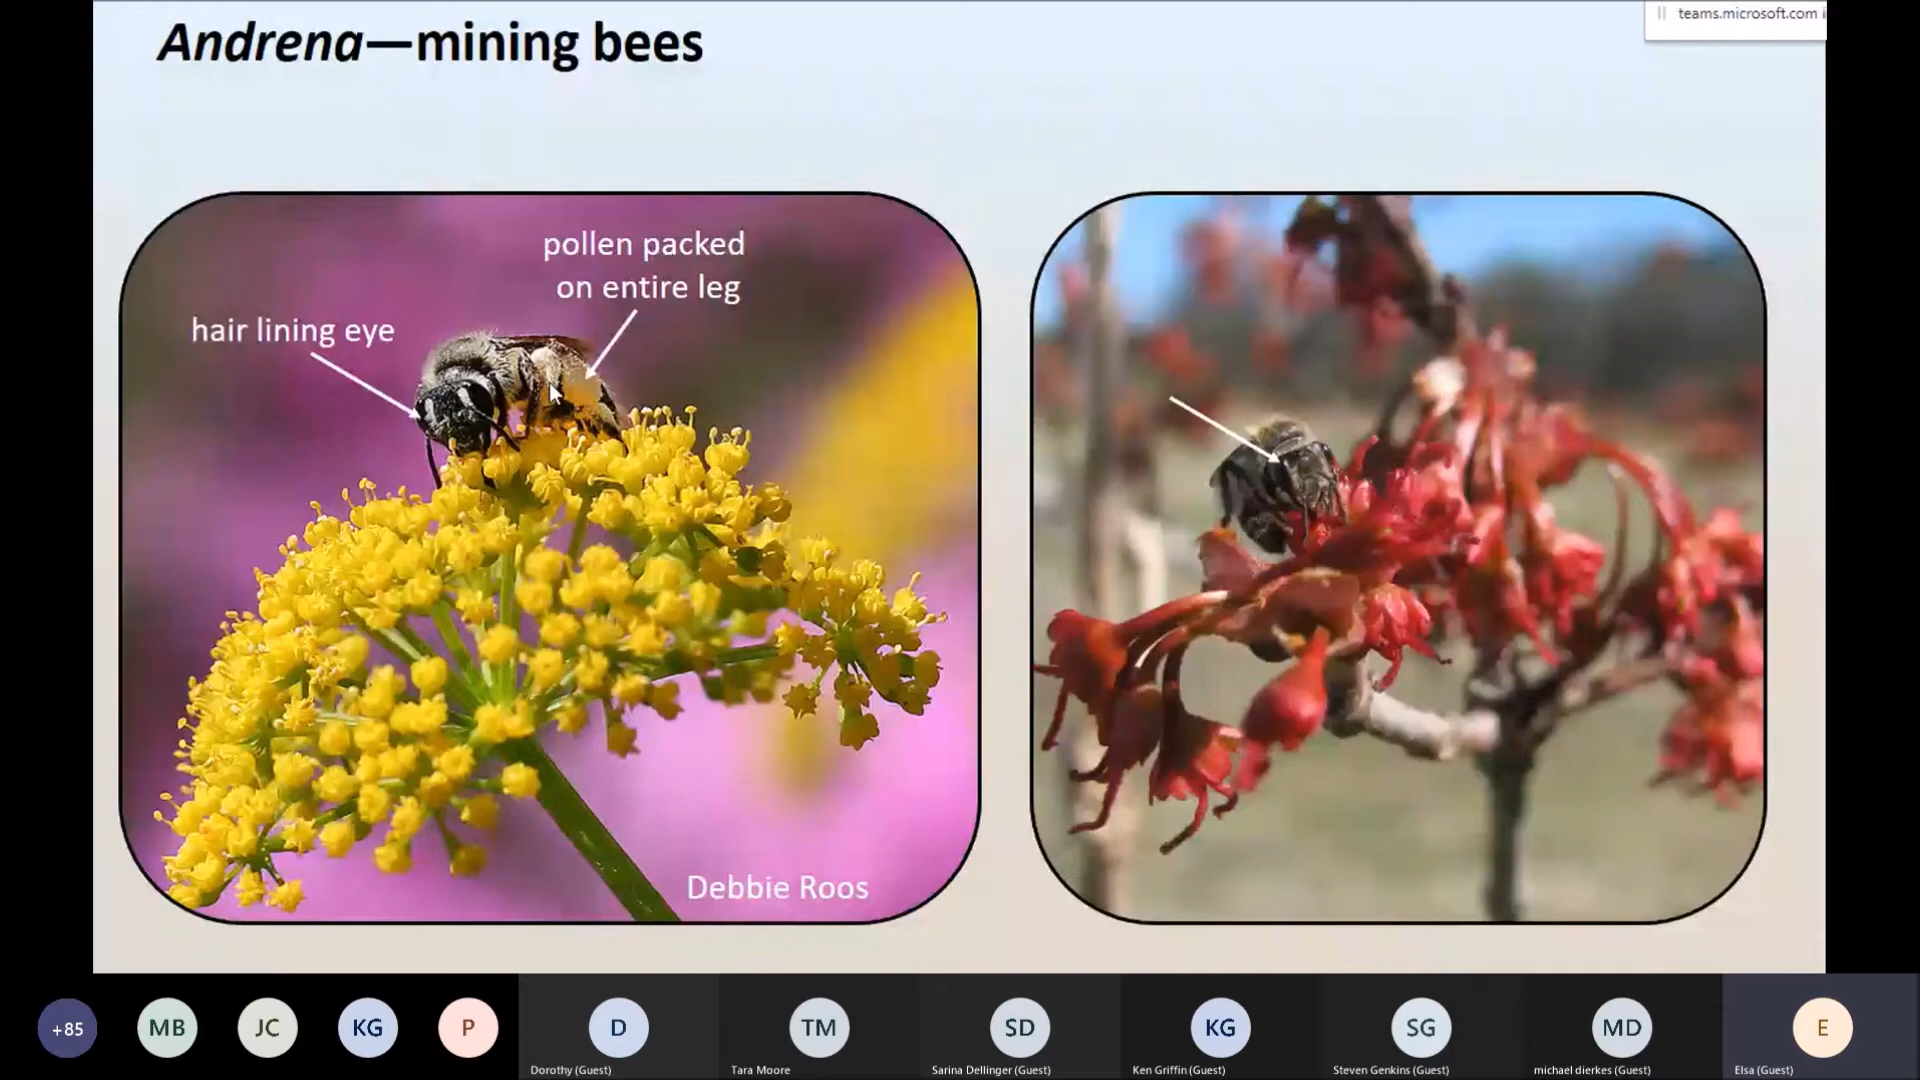 Andrena—mining bees
teams.microsoft.com
pollen packed
on entire leg
hair lining eye
Debbie Roos
+85
MB
JC
KG
P
D
TM
SD
KG
SG
MD
E
Dorothy (Guest)
Tara Moore
Sarina Dellinger (Guest)
Ken Griffin (Guest)
Steven Genkins (Guest)
michael dierkes (Guest)
Elsa (Guest)